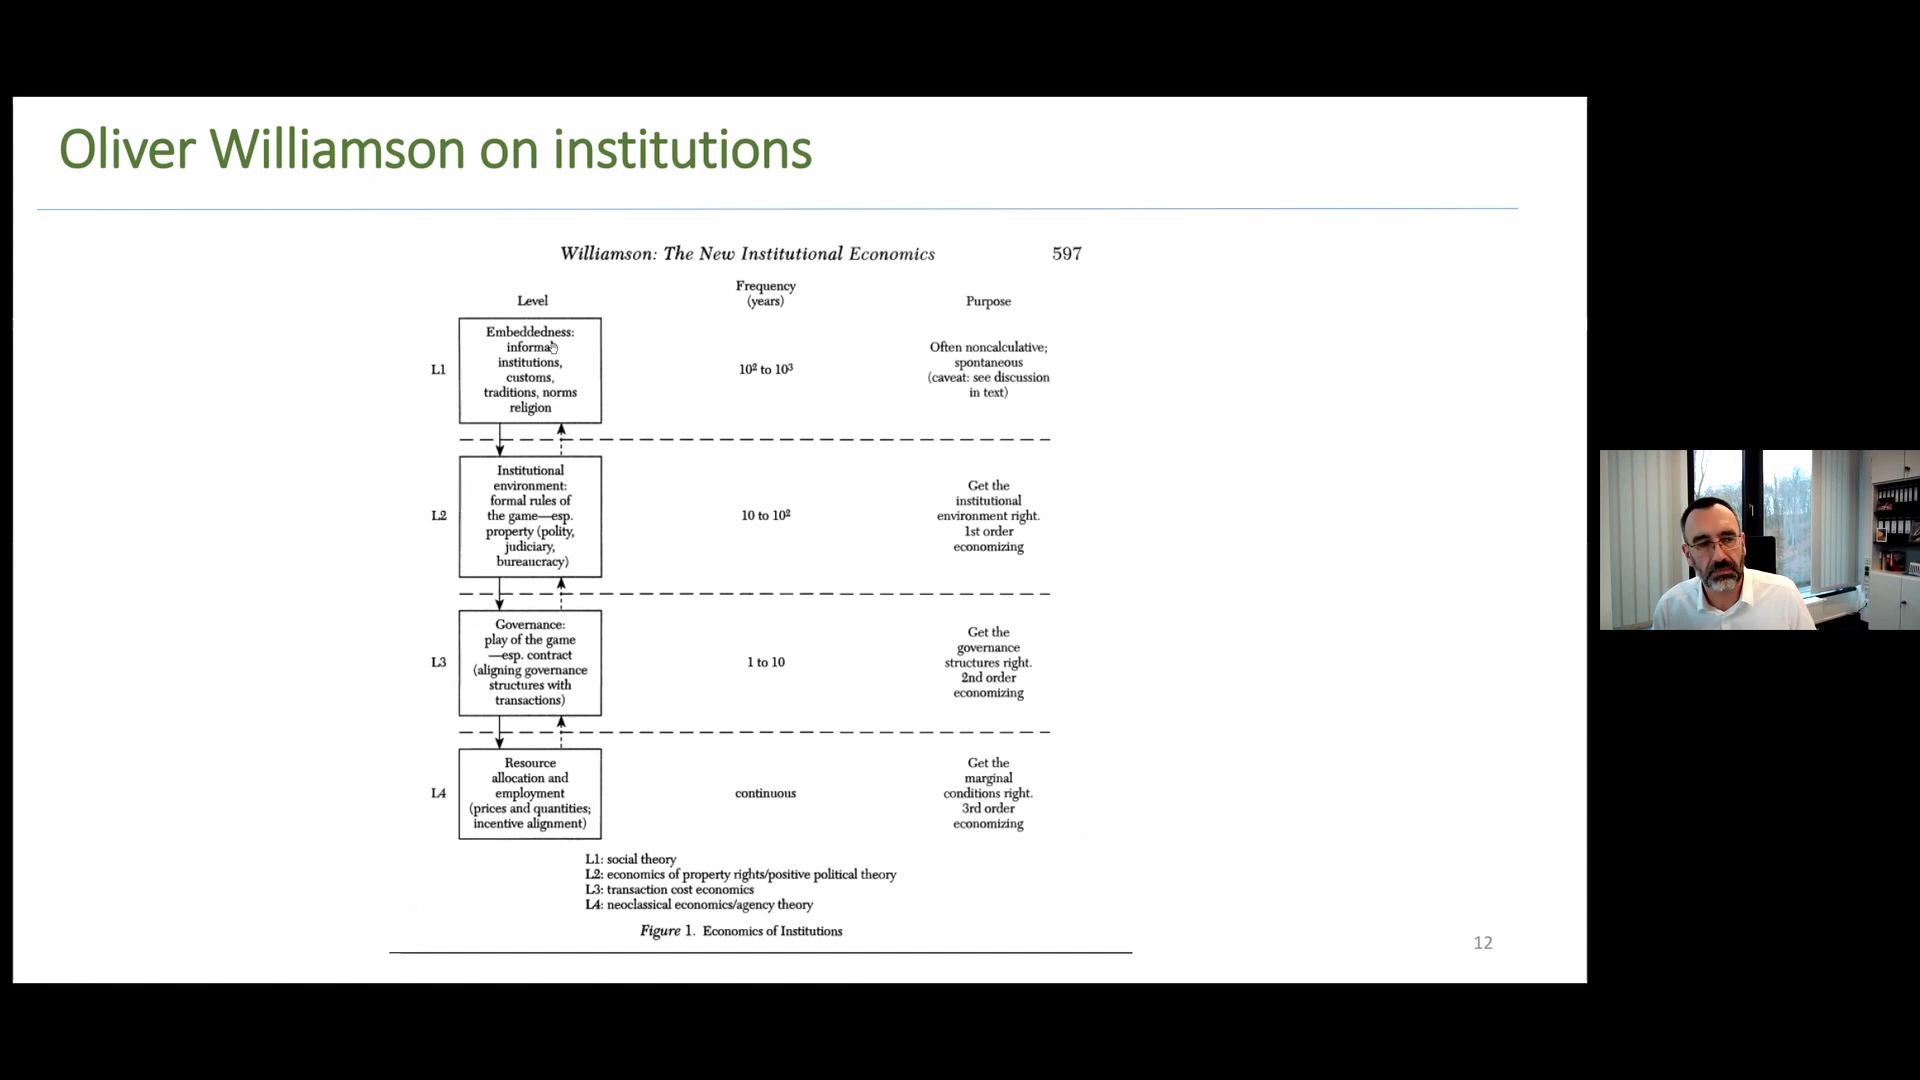 Oliver Williamson on institutions
Williamson: The New Institutional Economics 597
Level
Frequency
(years)
Purpose
L1
Embeddedness:
informal
institutions,
customs,
traditions, norms
religion
10² to 10³
Often noncalculative;
spontaneous
(caveat: see discussion
in text)
L2
Institutional
environment:
formal rules of
the game—esp.
property (polity,
judiciary,
bureaucracy)
10 to 10²
Get the
institutional
environment right.
1st order
economizing
L3
Governance:
play of the game
—esp. contract
(aligning governance
structures with
transactions)
1 to 10
Get the
governance
structures right.
2nd order
economizing
L4
Resource
allocation and
employment
(prices and quantities;
incentive alignment)
continuous
Get the
marginal
conditions right.
3rd order
economizing
L1: social theory
L2: economics of property rights/positive political theory
L3: transaction cost economics
L4: neoclassical economics/agency theory
Figure 1. Economics of Institutions
12